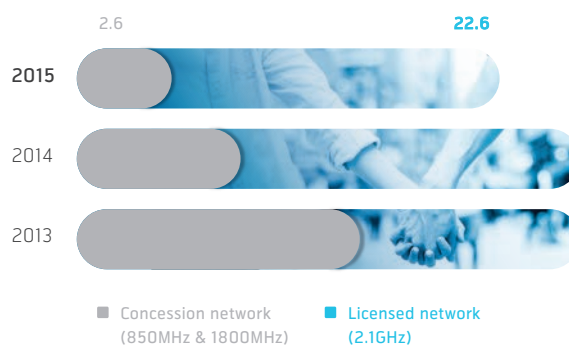 2.6 22.6
2015
2014
2013
Concession network Licensed network
(850MHz & 1800MHz) (2.1GHz)